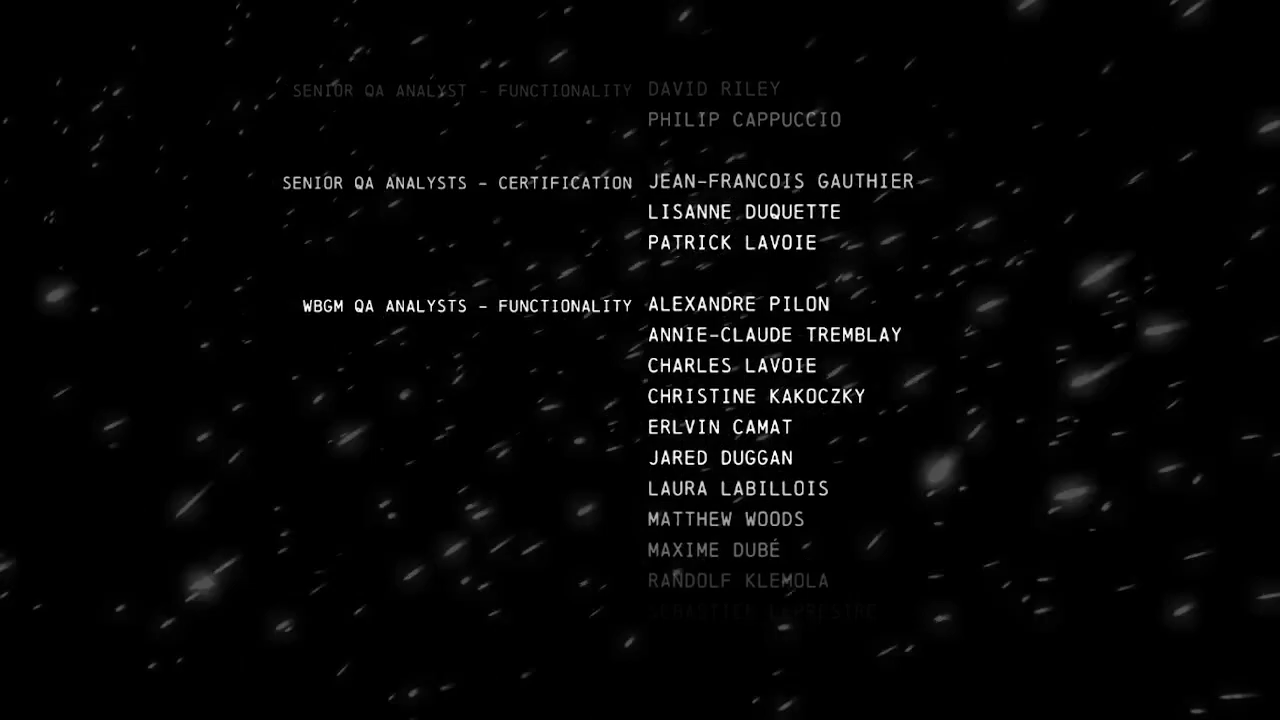 SENIOR QA ANALYST - FUNCTIONALITY DAVID RILEY
PHILIP CAPPUCCIO
SENIOR QA ANALYSTS - CERTIFICATION JEAN-FRANCOIS GAUTHIER
LISANNE DUQUETTE
PATRICK LAVOIE
WBGM QA ANALYSTS - FUNCTIONALITY ALEXANDRE PILON
ANNIE-CLAUDE TREMBLAY
CHARLES LAVOIE
CHRISTINE KAKOCZKY
ERLVIN CAMAT
JARED DUGGAN
LAURA LABILLOIS
MATTHEW WOODS
MAXIME DUBÉ
RANDOLF KLEMOLA